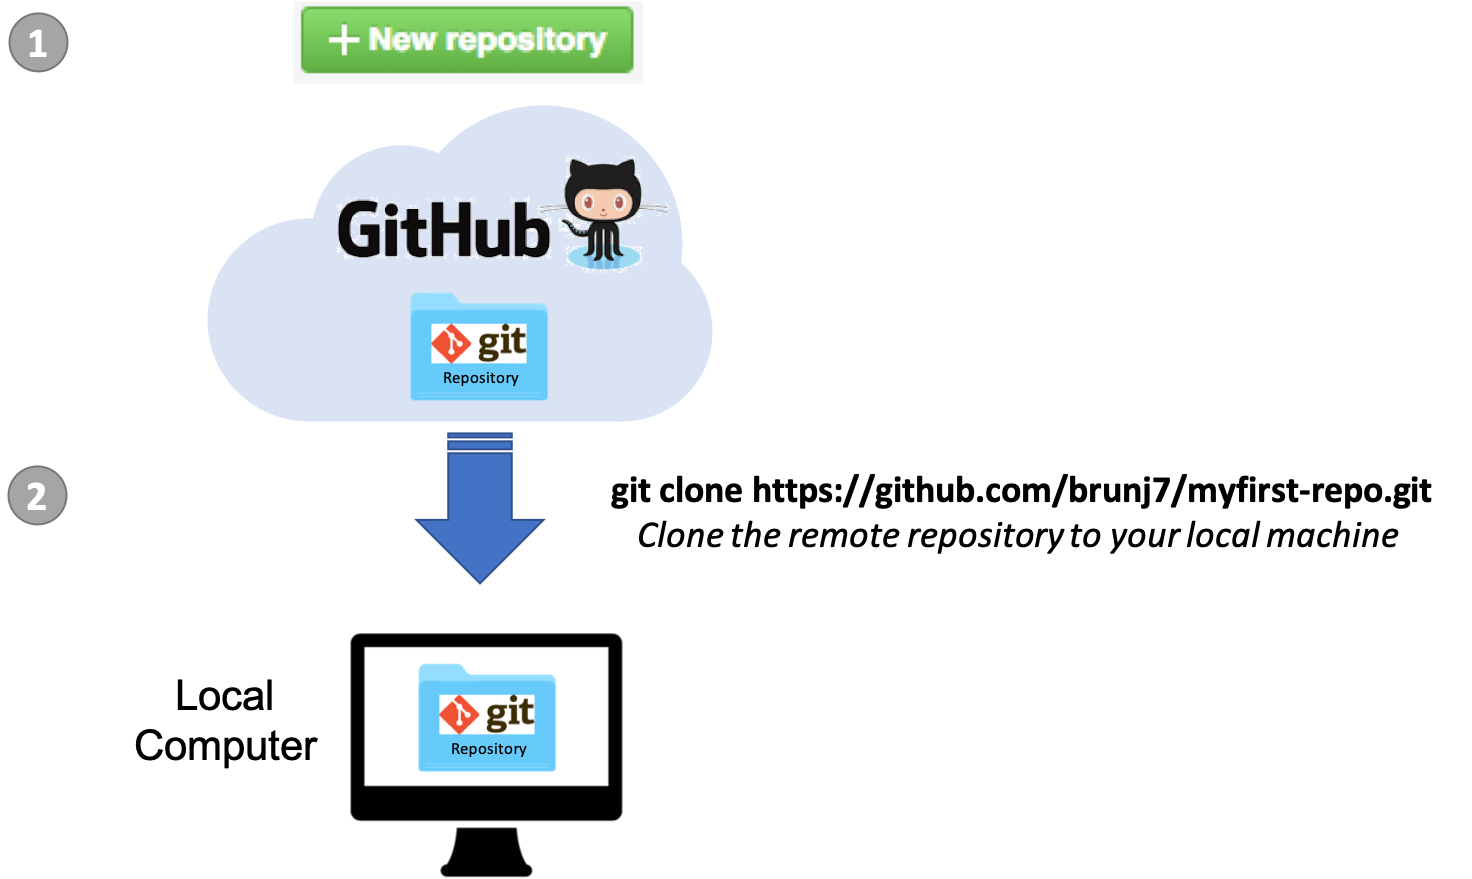 1
+ New repository
GitHub
git
Repository
2
git clone https://github.com/brunj7/myfirst-repo.git
Clone the remote repository to your local machine
Local
Computer
git
Repository